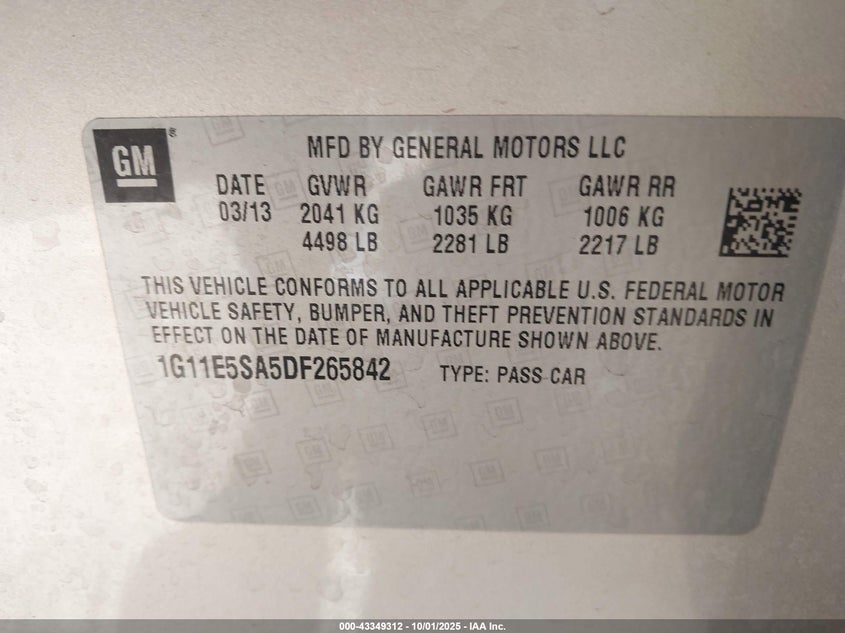 GM ®
MFD BY GENERAL MOTORS LLC
DATE GVWR GAWR FRT GAWR RR
03/13 2041 KG 1035 KG 1006 KG
4498 LB 2281 LB 2217 LB
THIS VEHICLE CONFORMS TO ALL APPLICABLE U.S. FEDERAL MOTOR
VEHICLE SAFETY, BUMPER, AND THEFT PREVENTION STANDARDS IN
EFFECT ON THE DATE OF MANUFACTURE SHOWN ABOVE.
1G11E5SA5DF265842 TYPE: PASS CAR
000-43349312 - 10/01/2025 - IAA Inc.